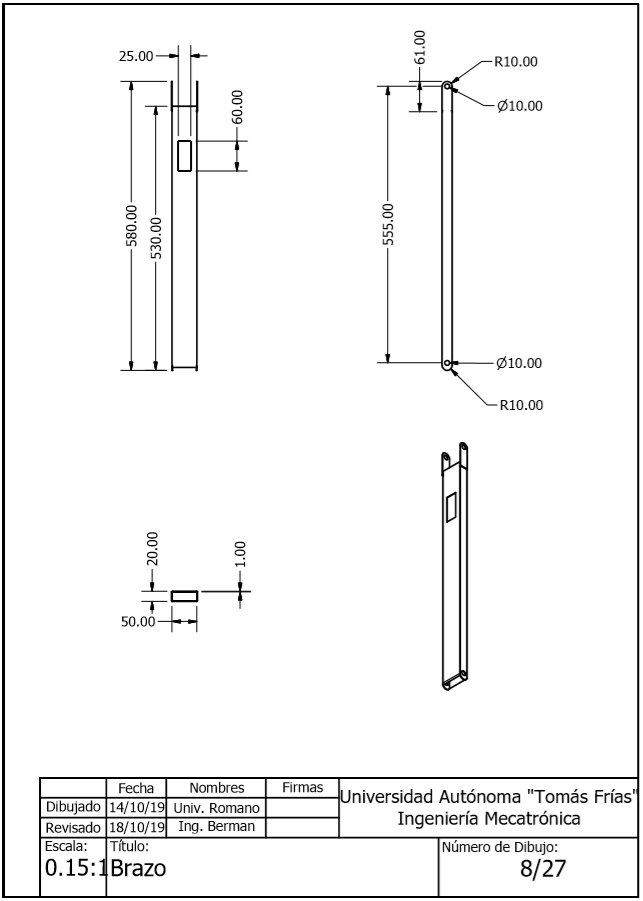 25.00
60.00
580.00
530.00
61.00
R10.00
Ø10.00
555.00
Ø10.00
R10.00
20.00
1.00
50.00
Fecha Nombres Firmas
Dibujado 14/10/19 Univ. Romano
Revisado 18/10/19 Ing. Berman
Universidad Autónoma "Tomás Frías"
Ingeniería Mecatrónica
Escala: Título: Número de Dibujo:
0.15:1 Brazo 8/27